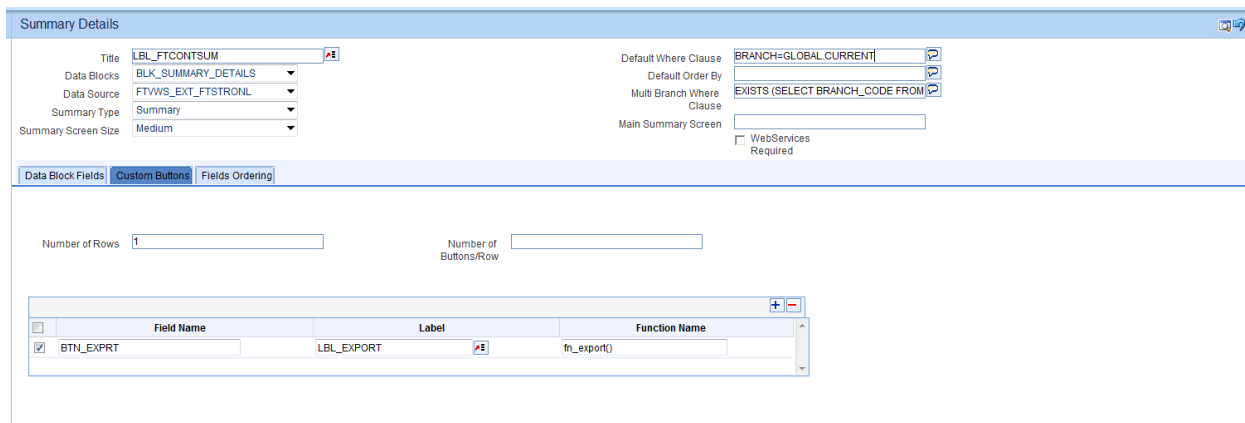 Summary Details
Title LBL_FTCONTSUM
Data Blocks BLK_SUMMARY_DETAILS
Data Source FTVWS_EXT_FTSTRONL
Summary Type Summary
Summary Screen Size Medium
Default Where Clause BRANCH=GLOBAL.CURRENT
Default Order By
Multi Branch Where Clause EXISTS (SELECT BRANCH_CODE FROM
Main Summary Screen
WebServices Required
Data Block Fields Custom Buttons Fields Ordering
Number of Rows 1
Number of Buttons/Row
Field Name Label Function Name
BTN_EXPRT LBL_EXPORT fn_export()